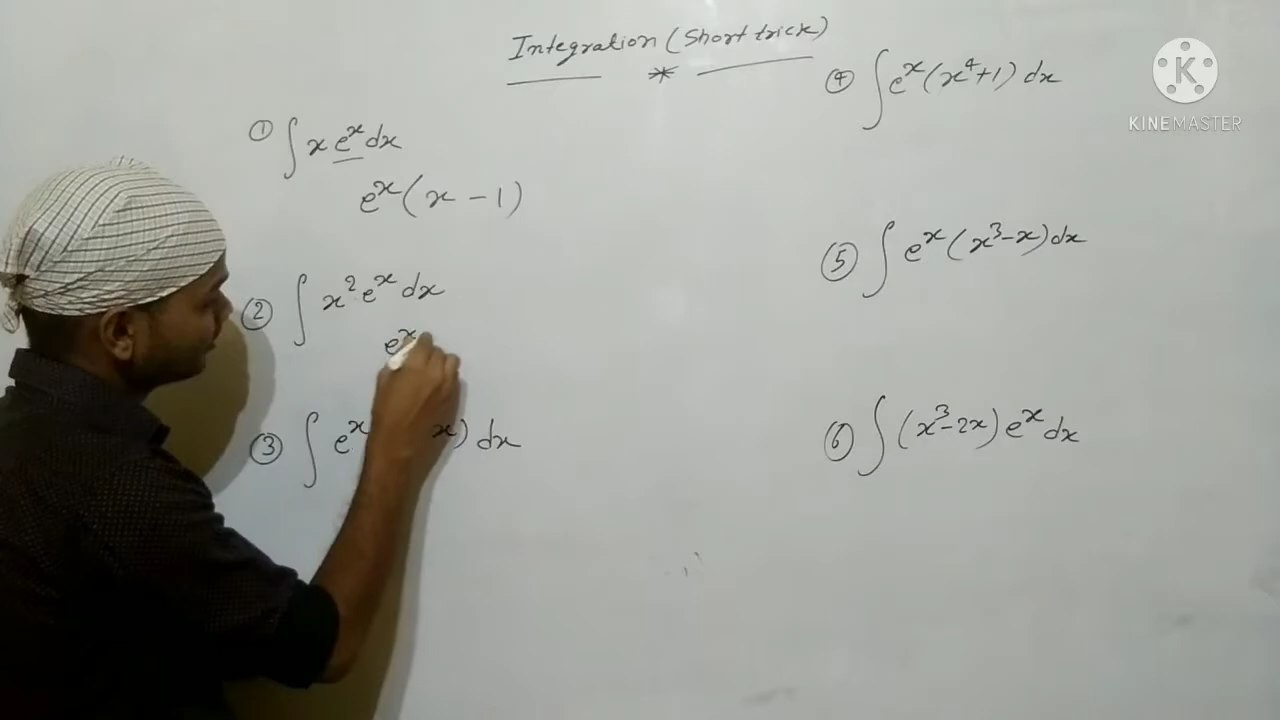 Integration (Short trick)
*
① ∫ x eˣ dx
eˣ (x - 1)
② ∫ x² eˣ dx
eˣ
③ ∫ eˣ x) dx
④ ∫ eˣ (x⁴+1) dx
⑤ ∫ eˣ (x³-x) dx
⑥ ∫ (x³-2x) eˣ dx
K
KINEMASTER